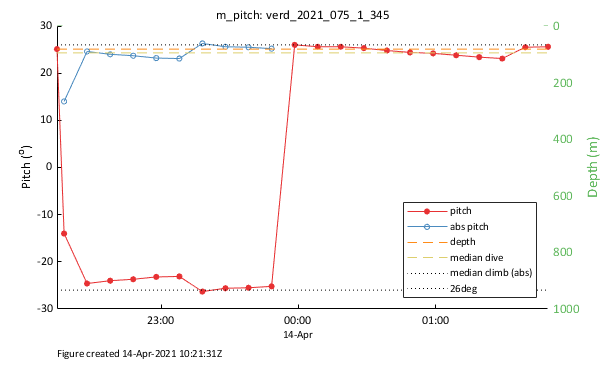 m_pitch: verd_2021_075_1_345
30
20
10
0
-10
-20
-30
Pitch (o)
0
200
400
600
800
1000
Depth (m)
pitch
abs pitch
depth
median dive
median climb (abs)
26deg
23:00
00:00
01:00
14-Apr
Figure created 14-Apr-2021 10:21:31Z